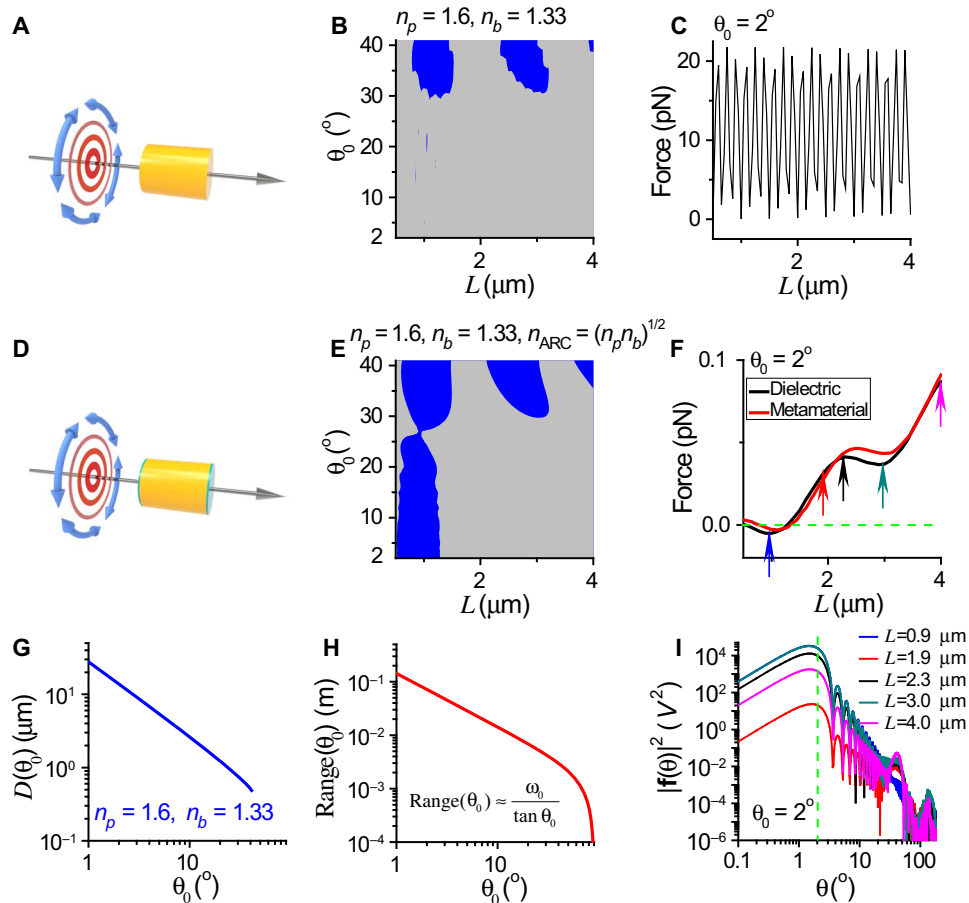 A
B
n_p = 1.6, n_b = 1.33
θ_0 (°)
40
30
20
10
2
2
4
L (μm)
C
θ_0 = 2°
Force (pN)
20
10
0
2
4
L (μm)
D
E
n_p = 1.6, n_b = 1.33, n_ARC = (n_p n_b)^{1/2}
θ_0 (°)
40
30
20
10
2
2
4
L (μm)
F
θ_0 = 2°
Dielectric
Metamaterial
Force (pN)
0.1
0.0
2
4
L (μm)
G
D(θ_0) (μm)
10^1
10^0
10^{-1}
n_p = 1.6, n_b = 1.33
1
10
θ_0 (°)
H
Range(θ_0) (m)
10^{-1}
10^{-2}
10^{-3}
10^{-4}
Range(θ_0) ≈ ω_0 / tan θ_0
1
10
θ_0 (°)
I
L=0.9 μm
L=1.9 μm
L=2.3 μm
L=3.0 μm
L=4.0 μm
|f(θ)|^2 (V^2)
10^4
10^2
10^0
10^{-2}
10^{-4}
10^{-6}
θ_0 = 2°
0.1
1
10
100
θ (°)